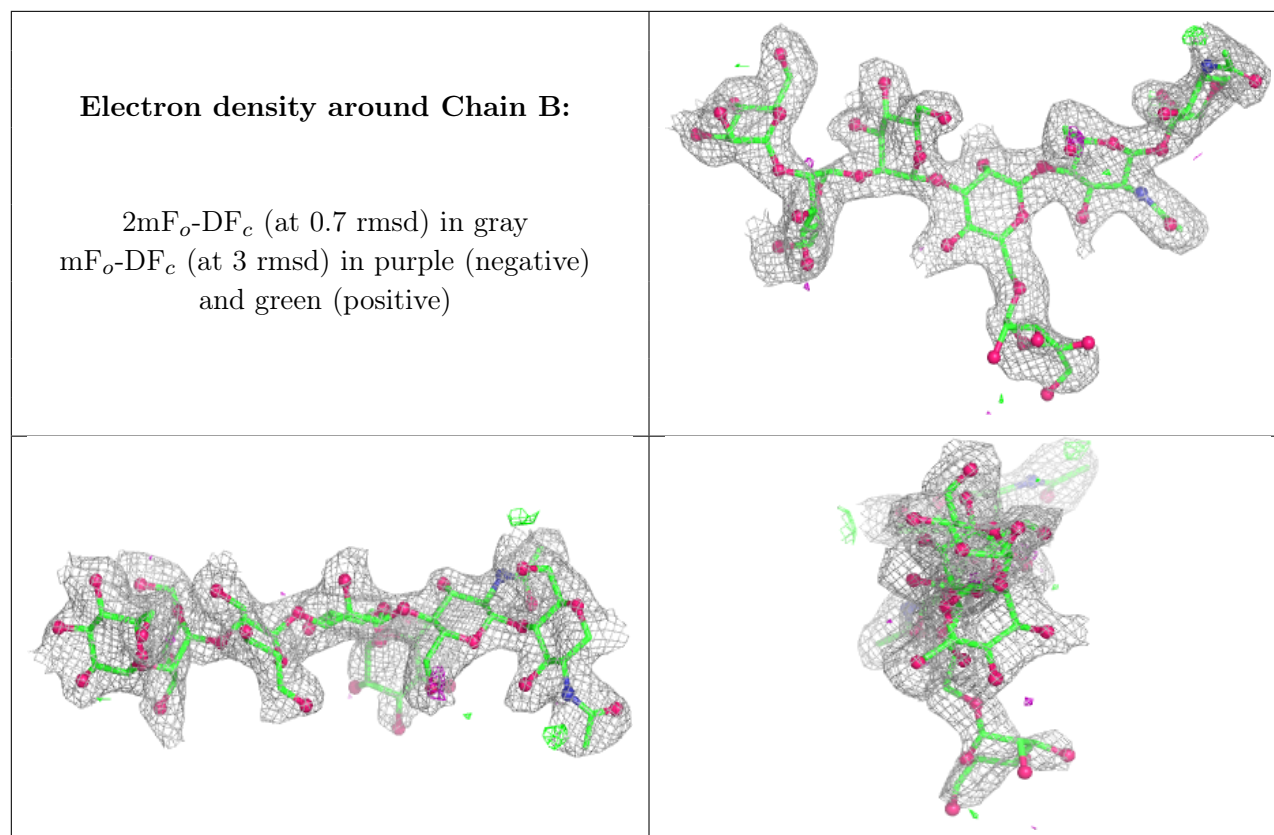 Electron density around Chain B:
2mFₒ-DF𝒸 (at 0.7 rmsd) in gray
mFₒ-DF𝒸 (at 3 rmsd) in purple (negative)
and green (positive)